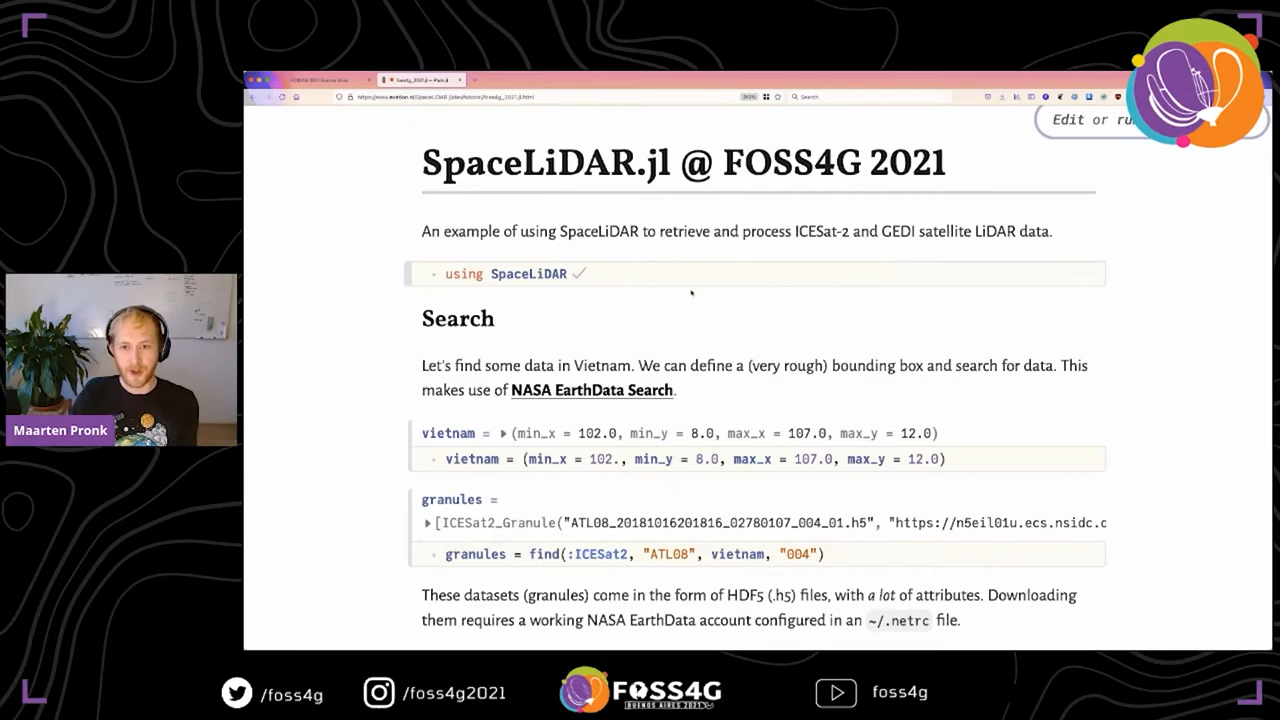 SpaceLiDAR.jl @ FOSS4G 2021
Edit or ru
An example of using SpaceLiDAR to retrieve and process ICESat-2 and GEDI satellite LiDAR data.
using SpaceLiDAR
Search
Let's find some data in Vietnam. We can define a (very rough) bounding box and search for data. This
makes use of NASA EarthData Search.
vietnam = (min_x = 102.0, min_y = 8.0, max_x = 107.0, max_y = 12.0)
vietnam = (min_x = 102., min_y = 8.0, max_x = 107.0, max_y = 12.0)
granules =
[ICESat2_Granule("ATL08_20181016201816_02780107_004_01.h5", "https://n5eil01u.ecs.nsidc.o
granules = find(:ICESat2, "ATL08", vietnam, "004")
These datasets (granules) come in the form of HDF5 (.h5) files, with a lot of attributes. Downloading
them requires a working NASA EarthData account configured in an ~/.netrc file.
Maarten Pronk
/foss4g
/foss4g2021
FOSS4G
BUENOS AIRES 2021
foss4g
Search